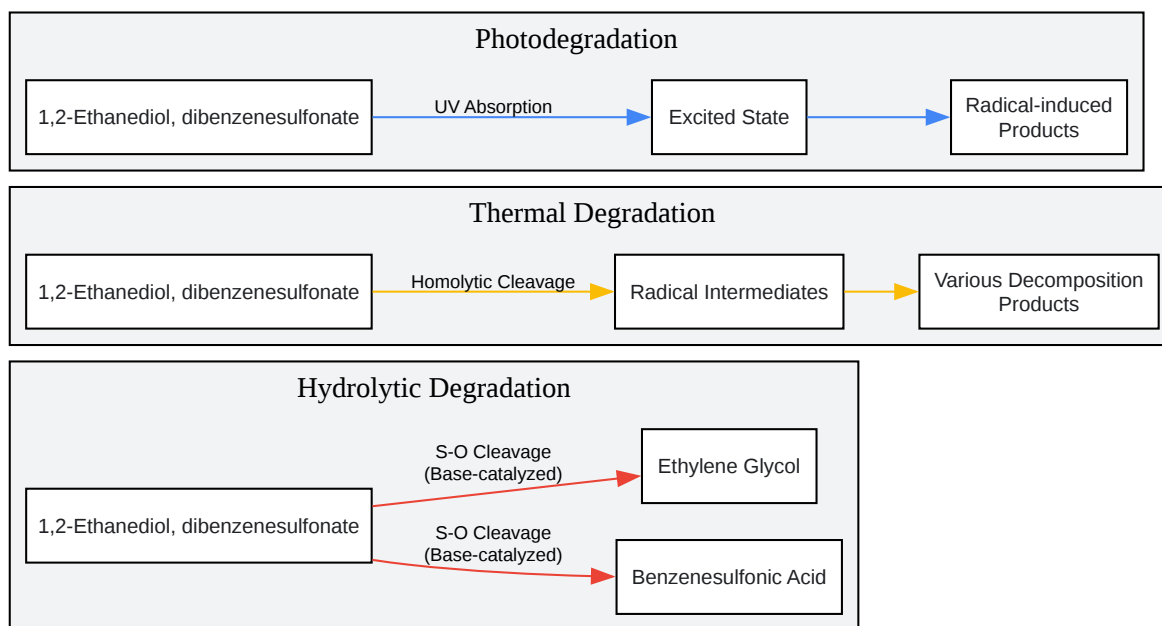 Photodegradation
1,2-Ethanediol, dibenzenesulfonate
UV Absorption
Excited State
Radical-induced
Products
Thermal Degradation
1,2-Ethanediol, dibenzenesulfonate
Homolytic Cleavage
Radical Intermediates
Various Decomposition
Products
Hydrolytic Degradation
1,2-Ethanediol, dibenzenesulfonate
S-O Cleavage
(Base-catalyzed)
Ethylene Glycol
S-O Cleavage
(Base-catalyzed)
Benzenesulfonic Acid